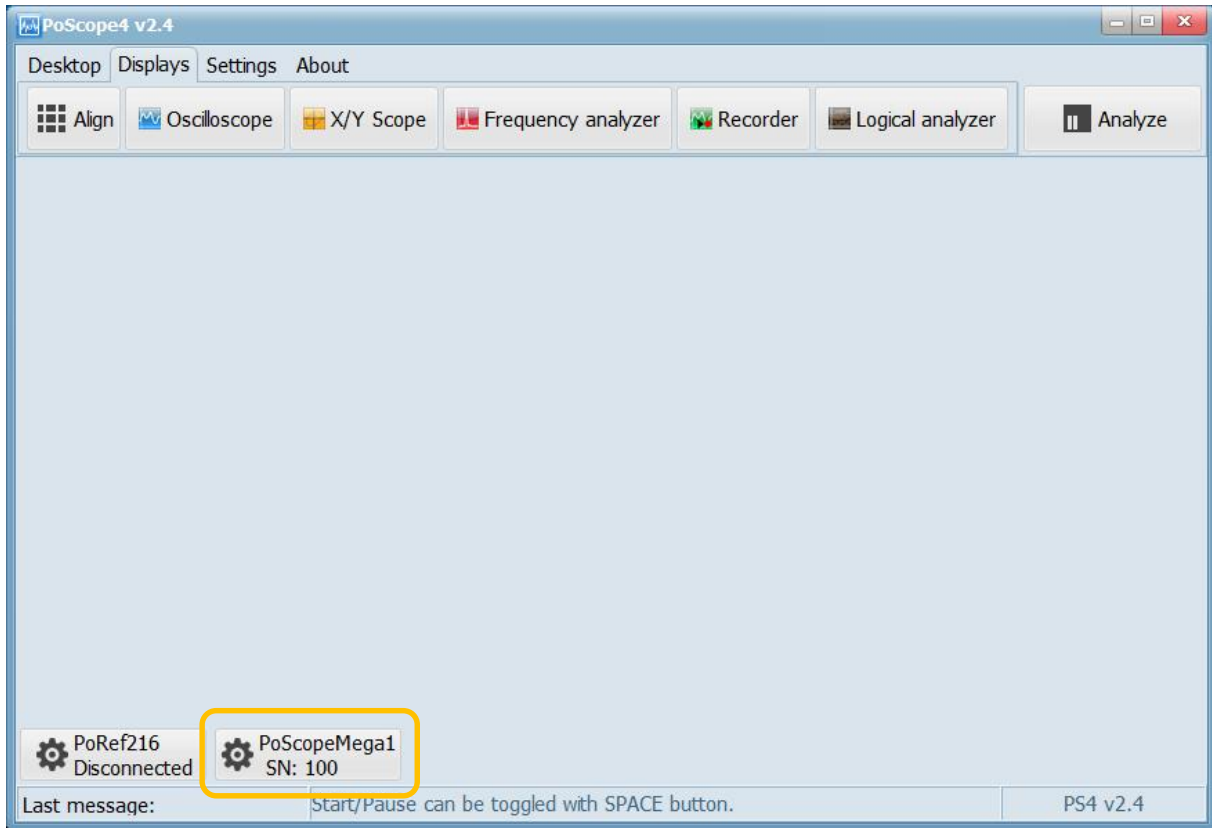 PoScope4 v2.4
Desktop Displays Settings About
Align Oscilloscope X/Y Scope Frequency analyzer Recorder Logical analyzer Analyze
PoRef216
Disconnected
PoScopeMega1
SN: 100
Last message: Start/Pause can be toggled with SPACE button. PS4 v2.4